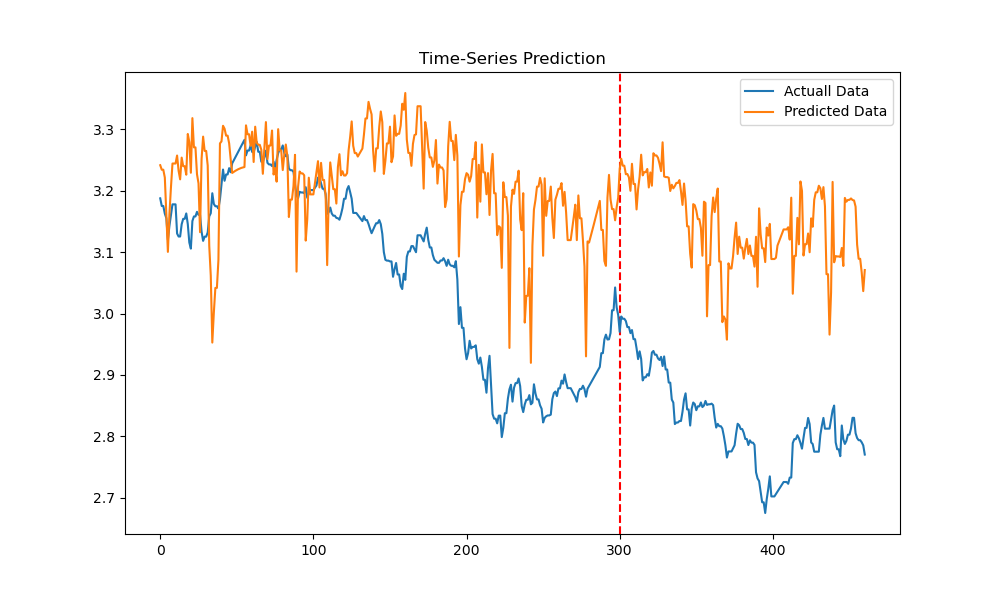 Time-Series Prediction
Actuall Data
Predicted Data
3.3
3.2
3.1
3.0
2.9
2.8
2.7
0 100 200 300 400